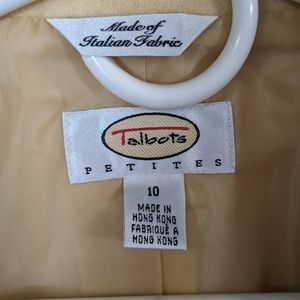 Made of
Italian Fabric
Talbots
PETITES
10
MADE IN
HONG KONG
FABRIQUÉ À
HONG KONG